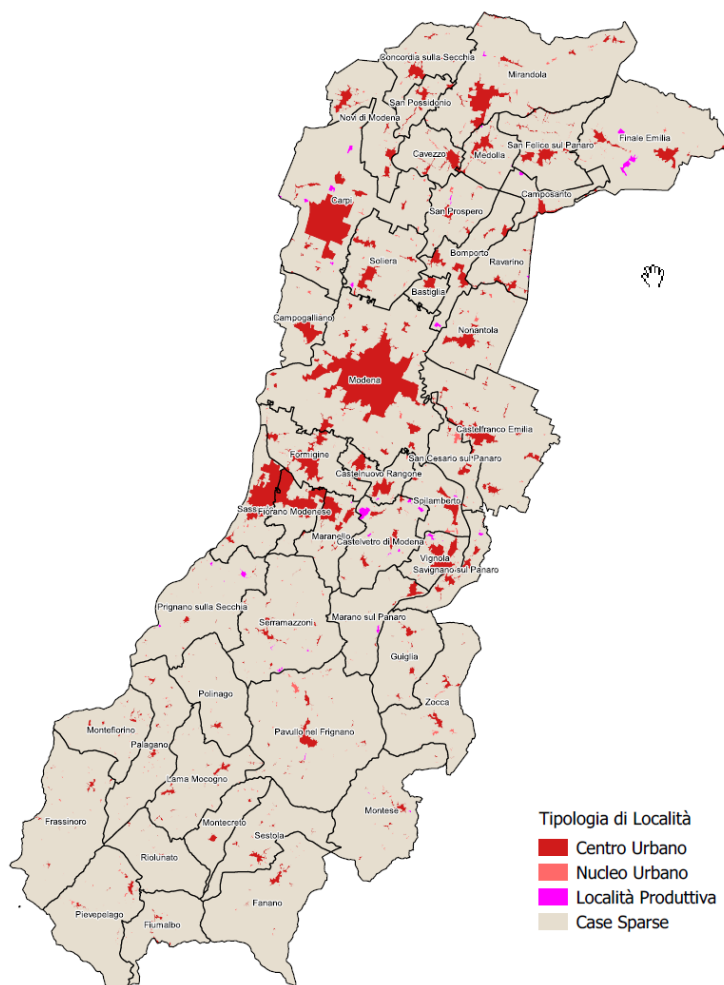 Concordia sulla Secchia
Mirandola
San Possidonio
Novi di Modena
Finale Emilia
San Felice sul Panaro
Cavezzo
Medolla
Camposanto
Carpi
San Prospero
Bomporto
Soliera
Ravarino
Bastiglia
Campogalliano
Nonantola
Modena
Castelfranco Emilia
Formigine
San Cesario sul Panaro
Castelnuovo Rangone
Spilamberto
Sass
Fiorano Modenese
Maranello
Castelvetro di Modena
Vignola
Savignano sul Panaro
Prignano sulla Secchia
Marano sul Panaro
Serramazzoni
Guiglia
Polinago
Zocca
Montefiorino
Pavullo nel Frignano
Palagano
Lama Mocogno
Montese
Frassinoro
Montecreto
Sestola
Riolunato
Fanano
Pievepelago
Fiumalbo
Tipologia di Località
Centro Urbano
Nucleo Urbano
Località Produttiva
Case Sparse